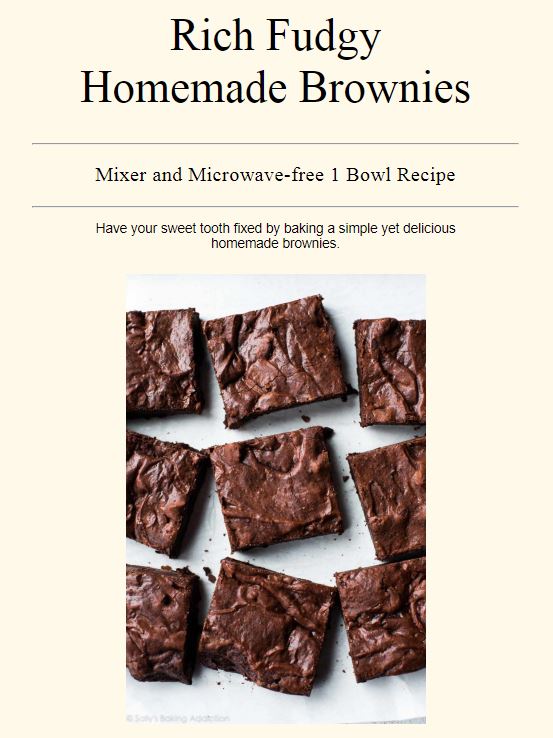 Rich Fudgy
Homemade Brownies
Mixer and Microwave-free 1 Bowl Recipe
Have your sweet tooth fixed by baking a simple yet delicious
homemade brownies.
© Sally's Baking Addiction